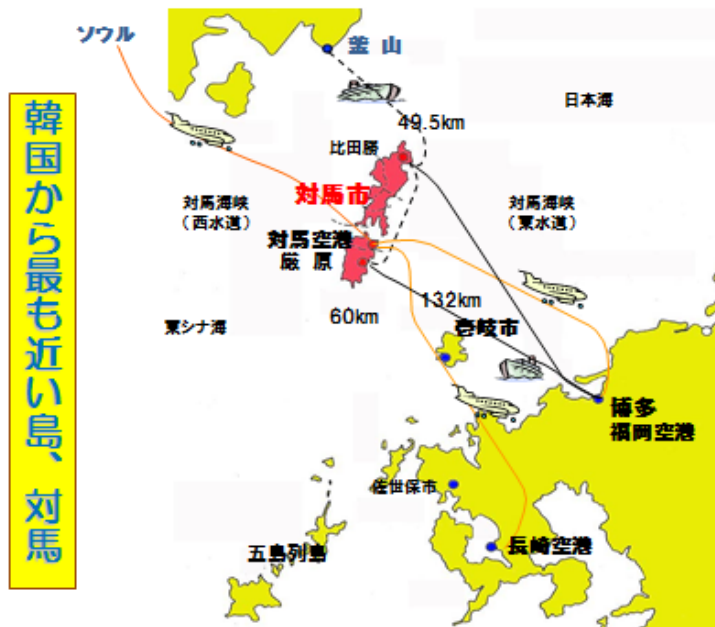 韓国から最も近い島、対馬
ソウル
釜山
日本海
49.5km
比田勝
対馬市
対馬海峡
（西水道）
対馬海峡
（東水道）
対馬空港
厳原
132km
60km
壱岐市
東シナ海
博多
福岡空港
佐世保市
五島列島
長崎空港